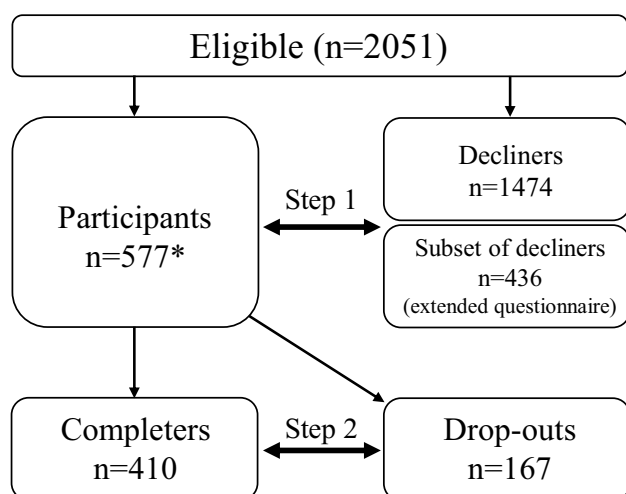 Eligible (n=2051)
Participants
n=577*
Step 1
Decliners
n=1474
Subset of decliners
n=436
(extended questionnaire)
Completers
n=410
Step 2
Drop-outs
n=167